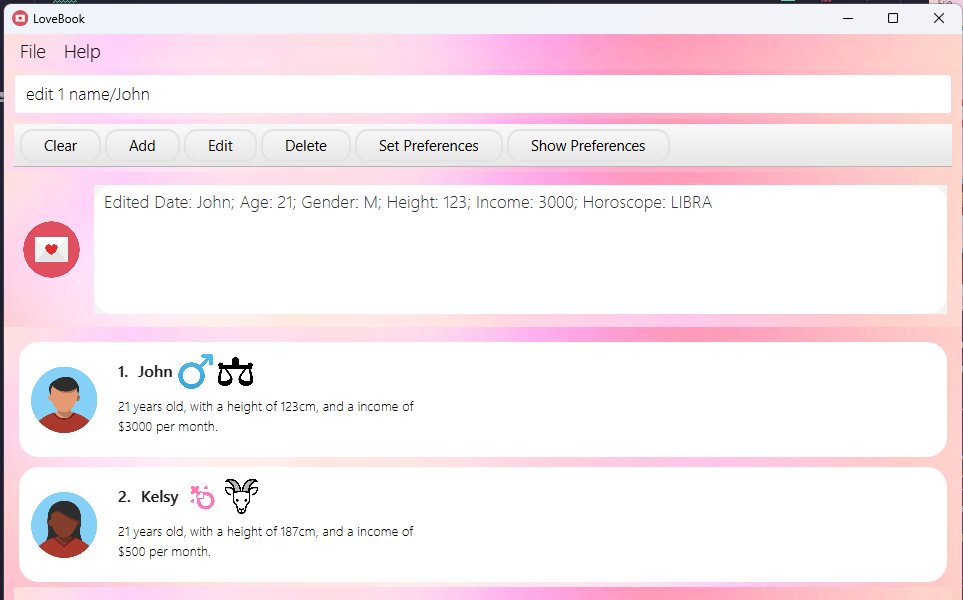 LoveBook
File Help
edit 1 name/John
Clear Add Edit Delete Set Preferences Show Preferences
Edited Date: John; Age: 21; Gender: M; Height: 123; Income: 3000; Horoscope: LIBRA
1. John
21 years old, with a height of 123cm, and a income of
$3000 per month.
2. Kelsy
21 years old, with a height of 187cm, and a income of
$500 per month.